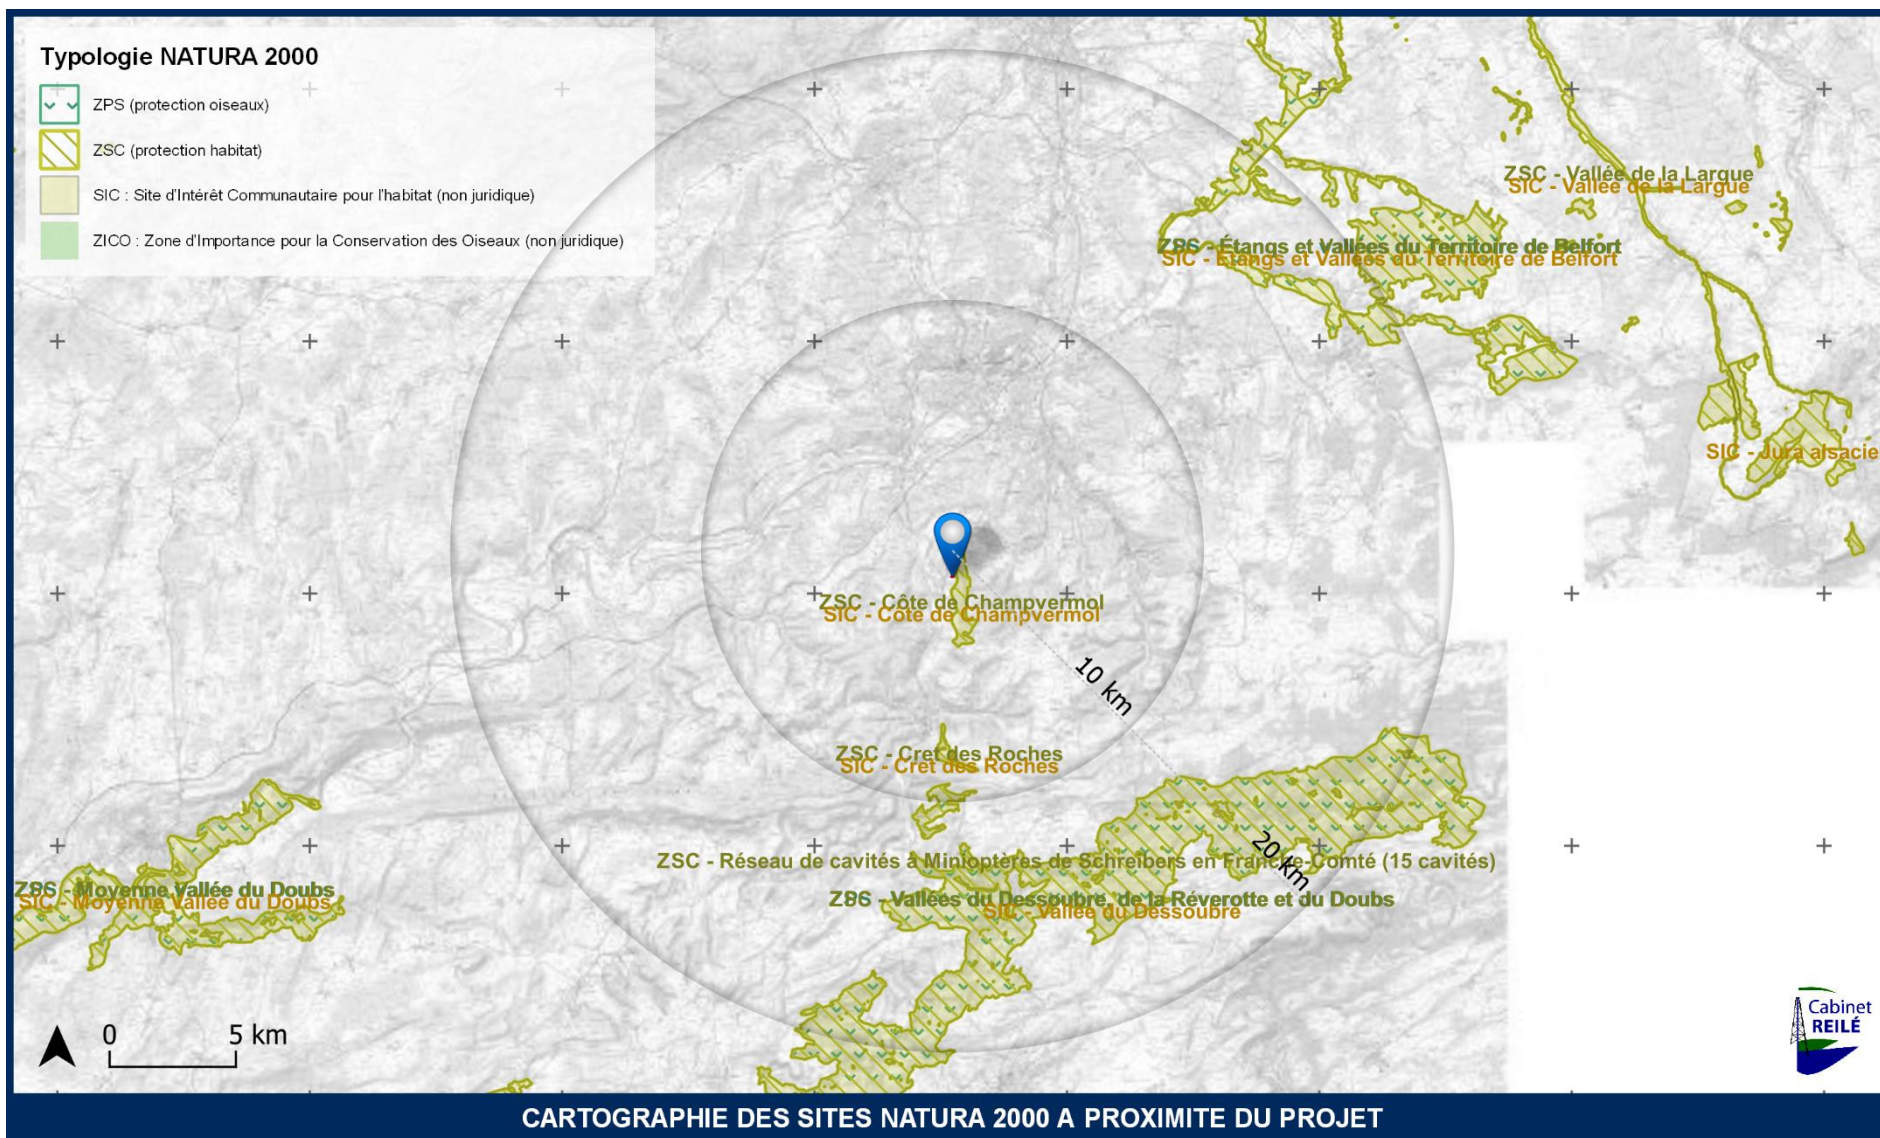 Typologie NATURA 2000
ZPS (protection oiseaux)
ZSC (protection habitat)
SIC : Site d'Intérêt Communautaire pour l'habitat (non juridique)
ZICO : Zone d'Importance pour la Conservation des Oiseaux (non juridique)
ZSC - Vallée de la Largue
SIC - Vallée de la Largue
ZPS - Étangs et Vallées du Territoire de Belfort
SIC - Etangs et Vallées du Territoire de Belfort
SIC - Jura alsacie
ZSC - Côte de Champvermol
SIC - Côte de Champvermol
10 km
ZSC - Cret des Roches
SIC - Cret des Roches
20 km
ZSC - Réseau de cavités à Minioptères de Schreibers en Franche-Comté (15 cavités)
ZPS - Moyenne Vallée du Doubs
SIC - Moyenne Vallée du Doubs
ZPS - Vallées du Dessoubre, de la Réverotte et du Doubs
SIC - Vallée du Dessoubre
0 5 km
Cabinet
REILÉ
CARTOGRAPHIE DES SITES NATURA 2000 A PROXIMITE DU PROJET